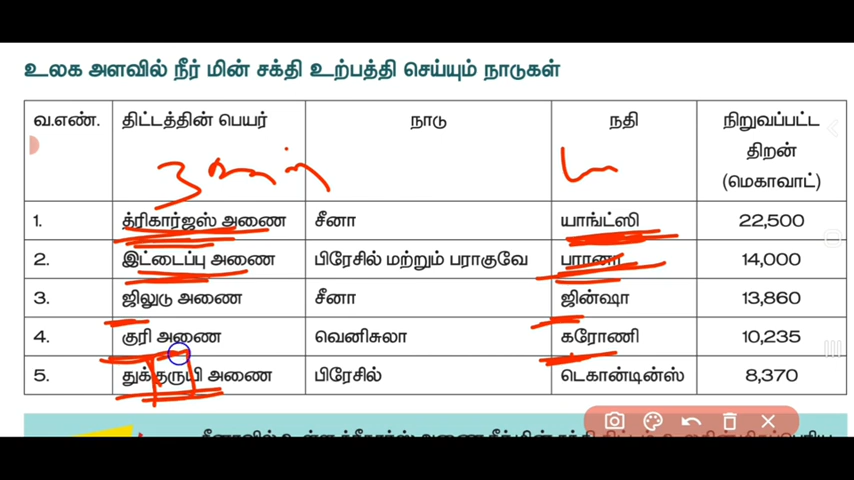 உலக அளவில் நீர் மின் சக்தி உற்பத்தி செய்யும் நாடுகள்
வ.எண். திட்டத்தின் பெயர் நாடு நதி நிறுவப்பட்ட திறன் (மெகாவாட்)
1. த்ரிகார்ஜஸ் அணை சீனா யாங்ட்ஸி 22,500
2. இட்டைப்பு அணை பிரேசில் மற்றும் பராகுவே பாரனா 14,000
3. ஜிலுடு அணை சீனா ஜின்ஷா 13,860
4. குரி அணை வெனிசுலா கரோணி 10,235
5. துக்குருயி அணை பிரேசில் டொகான்டின்ஸ் 8,370